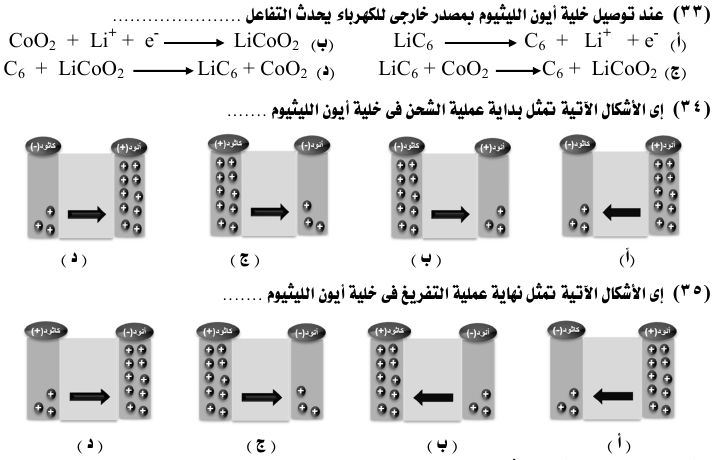 (٣٣) عند توصيل خلية أيون الليثيوم بمصدر خارجى للكهرباء يحدث التفاعل ......................
(أ) LiC₆ ⟶ C₆ + Li⁺ + e⁻ (ب) CoO₂ + Li⁺ + e⁻ ⟶ LiCoO₂
(ج) LiC₆ + CoO₂ ⟶ C₆ + LiCoO₂ (د) C₆ + LiCoO₂ ⟶ LiC₆ + CoO₂
(٣٤) اى الأشكال الآتية تمثل بداية عملية الشحن فى خلية أيون الليثيوم .......
أنود(+) كاثود(-) أنود(+) كاثود(-) أنود(-) كاثود(+) أنود(+) كاثود(-)
(أ) (ب) (ج) (د)
(٣٥) اى الأشكال الآتية تمثل نهاية عملية التفريغ فى خلية أيون الليثيوم .......
أنود(+) كاثود(-) أنود(-) كاثود(+) أنود(-) كاثود(+) أنود(-) كاثود(+)
(أ) (ب) (ج) (د)